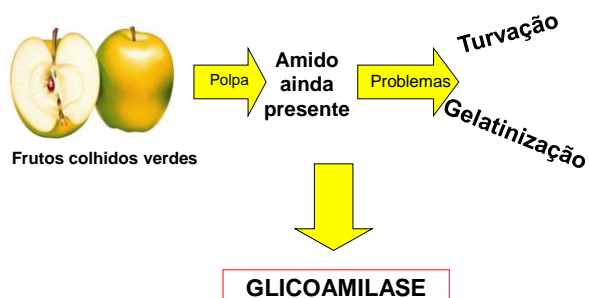 Frutos colhidos verdes
Polpa
Amido
ainda
presente
Problemas
Turvação
Gelatinização
GLICOAMILASE